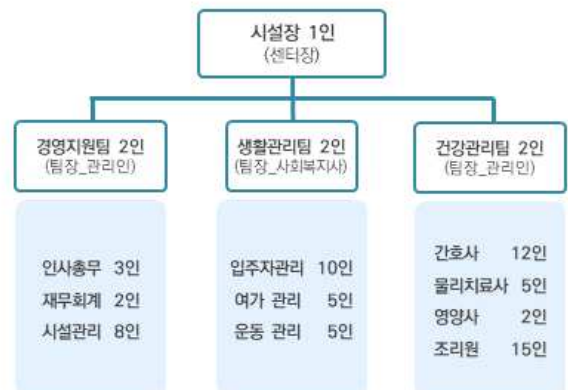 시설장 1인
(센터장)
경영지원팀 2인
(팀장_관리인)
생활관리팀 2인
(팀장_사회복지사)
건강관리팀 2인
(팀장_관리인)
인사총무 3인
재무회계 2인
시설관리 8인
입주자관리 10인
여가 관리 5인
운동 관리 5인
간호사 12인
물리치료사 5인
영양사 2인
조리원 15인